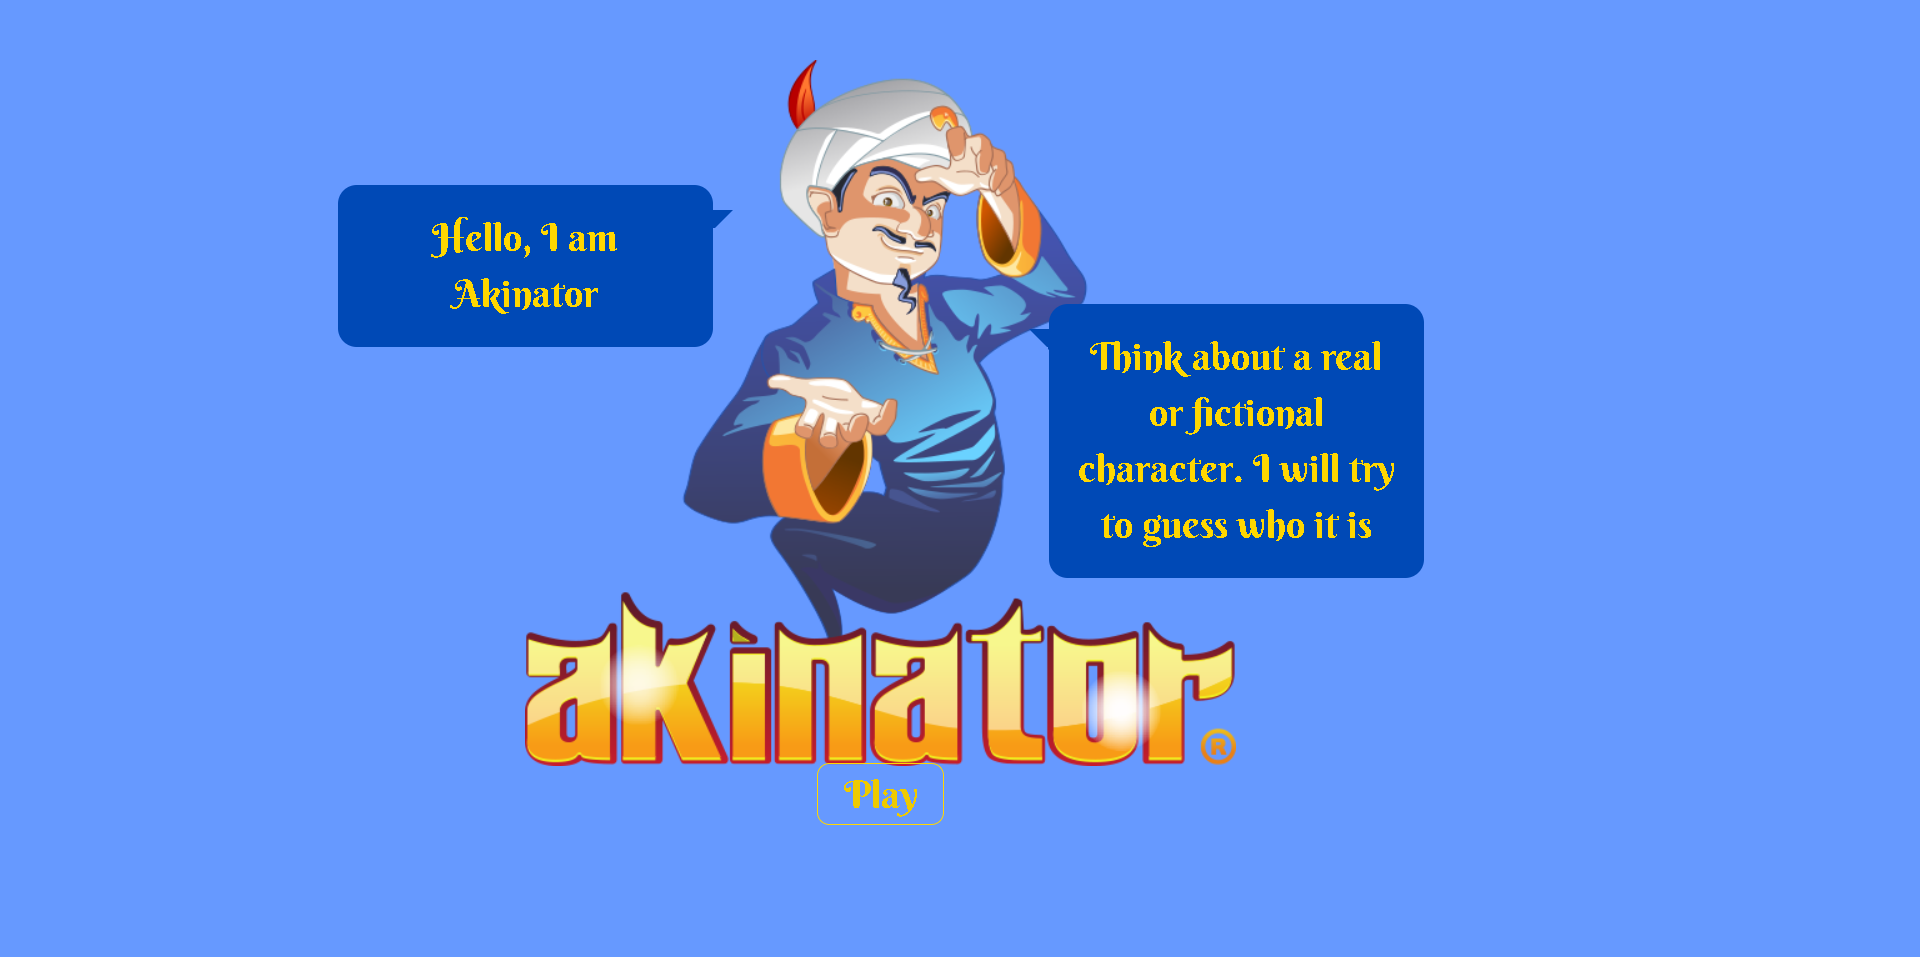 Hello, I am
Akinator
Think about a real
or fictional
character. I will try
to guess who it is
akinator®
Play